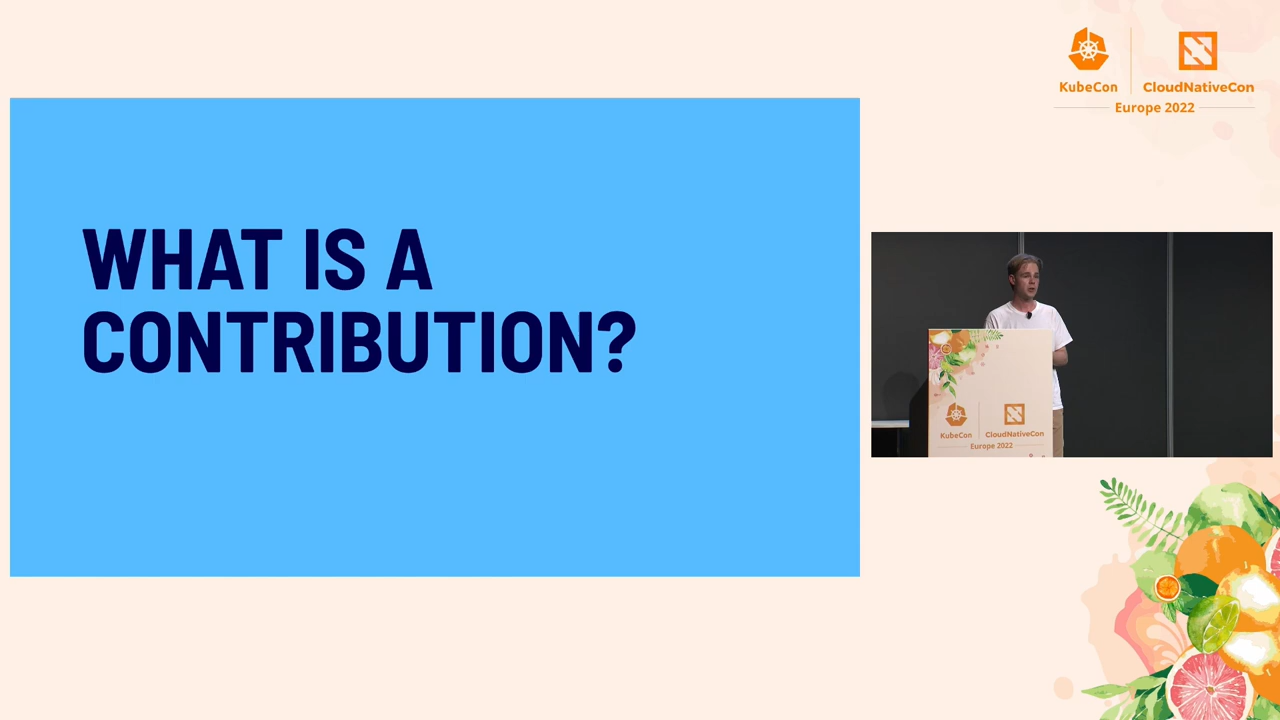 KubeCon
CloudNativeCon
Europe 2022
WHAT IS A
CONTRIBUTION?
KubeCon
CloudNativeCon
Europe 2022